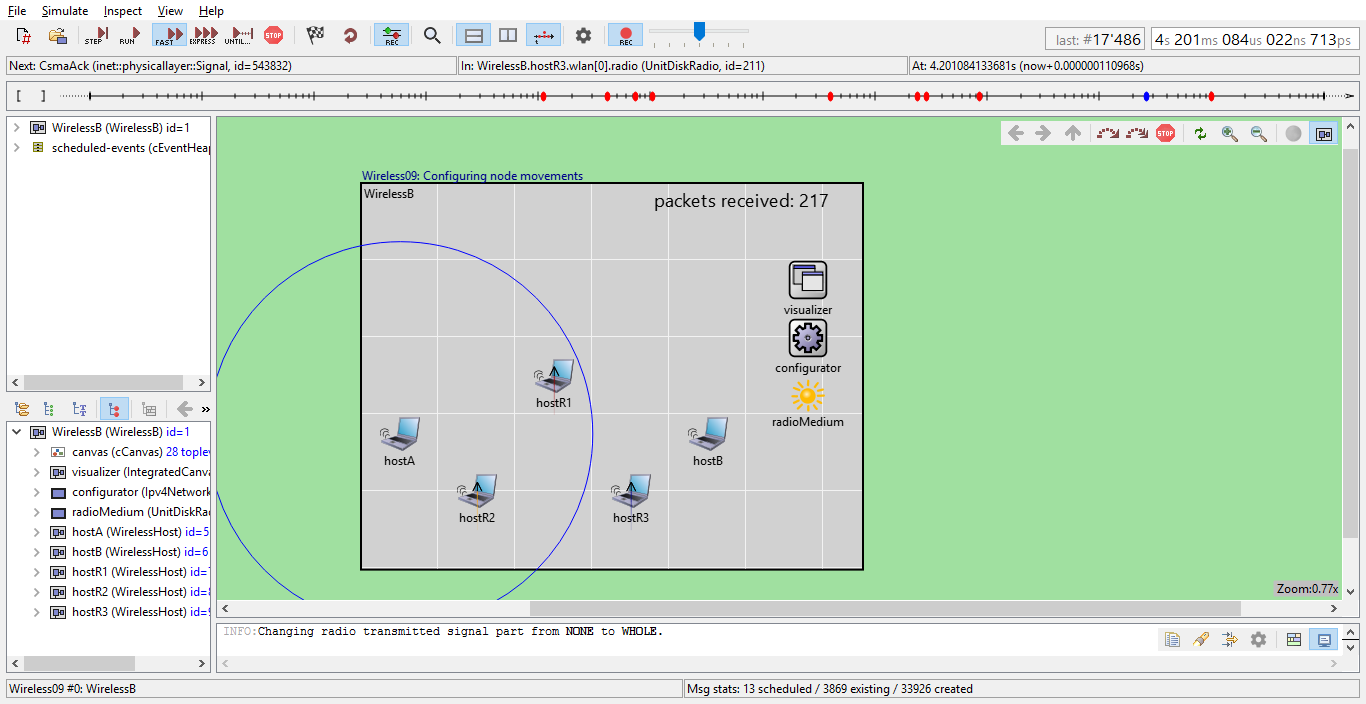 File Simulate Inspect View Help
STEP RUN FAST EXPRESS UNTIL... STOP REC REC
last: #17'486 4s 201ms 084us 022ns 713ps
Next: CsmaAck (inet::physicallayer::Signal, id=543832) In: WirelessB.hostR3.wlan[0].radio (UnitDiskRadio, id=211) At: 4.201084133681s (now+0.000000110968s)
[ ]
WirelessB (WirelessB) id=1
scheduled-events (cEventHeap
STOP
Wireless09: Configuring node movements
WirelessB
packets received: 217
visualizer
configurator
radioMedium
hostR1
hostA
hostB
hostR2
hostR3
Zoom:0.77x
»
WirelessB (WirelessB) id=1
canvas (cCanvas) 28 toplev
visualizer (IntegratedCanva
configurator (Ipv4Network
radioMedium (UnitDiskRad
hostA (WirelessHost) id=5
hostB (WirelessHost) id=6
hostR1 (WirelessHost) id=
hostR2 (WirelessHost) id=
hostR3 (WirelessHost) id=
INFO:Changing radio transmitted signal part from NONE to WHOLE.
Wireless09 #0: WirelessB
Msg stats: 13 scheduled / 3869 existing / 33926 created